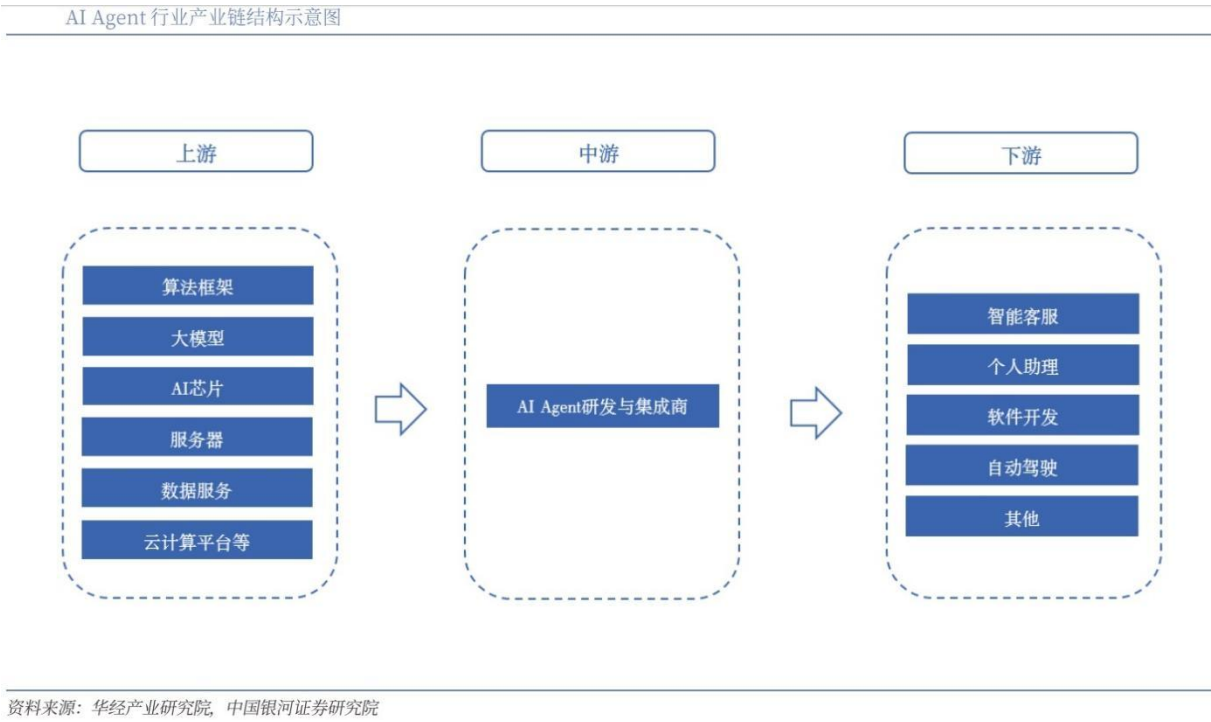 AI Agent 行业产业链结构示意图
上游
中游
下游
算法框架
大模型
AI芯片
服务器
数据服务
云计算平台等
AI Agent研发与集成商
智能客服
个人助理
软件开发
自动驾驶
其他
资料来源：华经产业研究院，中国银河证券研究院